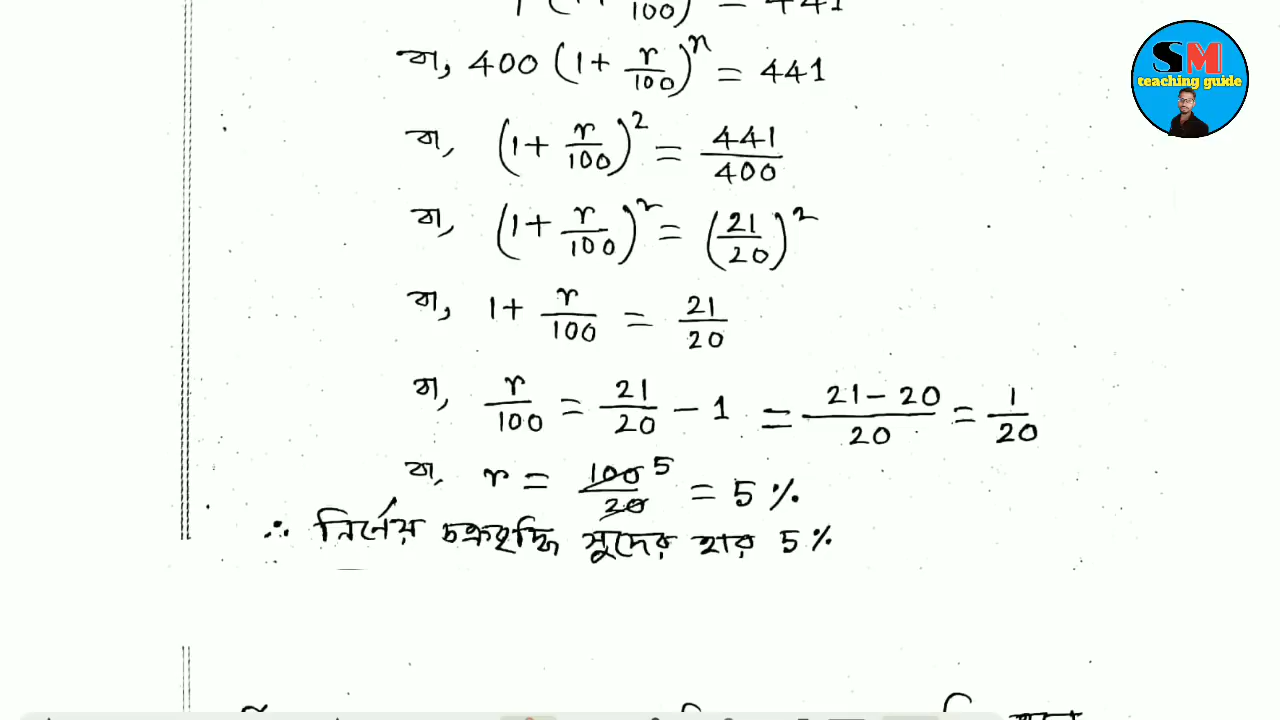 বা, 400 (1 + r/100)^n = 441
বা, (1 + r/100)^2 = 441/400
বা, (1 + r/100)^2 = (21/20)^2
বা, 1 + r/100 = 21/20
বা, r/100 = 21/20 - 1 = 21 - 20/20 = 1/20
বা, r = 100/20 5 = 5 %
∴ নির্ণেয় চক্রবৃদ্ধি সুদের হার 5 %
SM
teaching guide